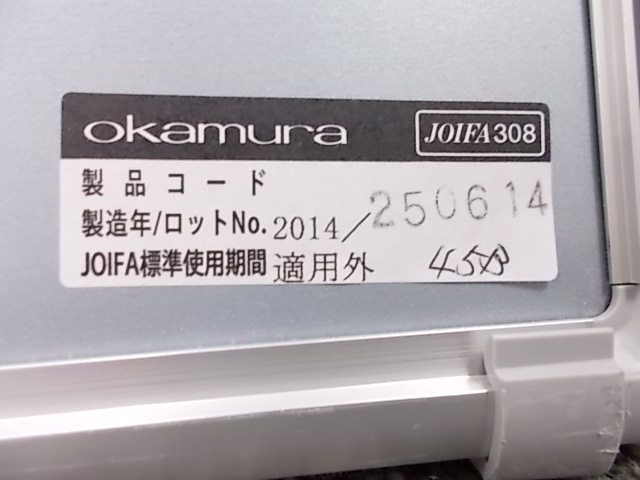 okamura JOIFA308
製品コード
製造年/ロットNo. 2014/250614
JOIFA標準使用期間 適用外